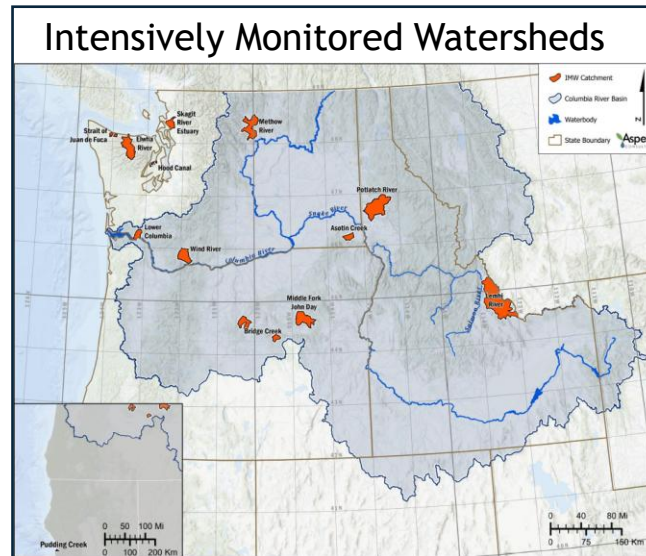 Intensively Monitored Watersheds
IMW Catchment
Columbia River Basin
Waterbody
State Boundary
N
Aspe
Skagit
River
Estuary
Strait of
Juan de Fuca
Elwha
River
Hood Canal
Methow
River
Potlatch River
Snake River
Asotin Creek
Lower
Columbia
Wind River
Columbia River
Middle Fork
John Day
Bridge Creek
Lemhi
River
Salmon River
Pudding Creek
0 50 100 Mi
0 100 200 Km
0 40 80 Mi
0 75 150 Km